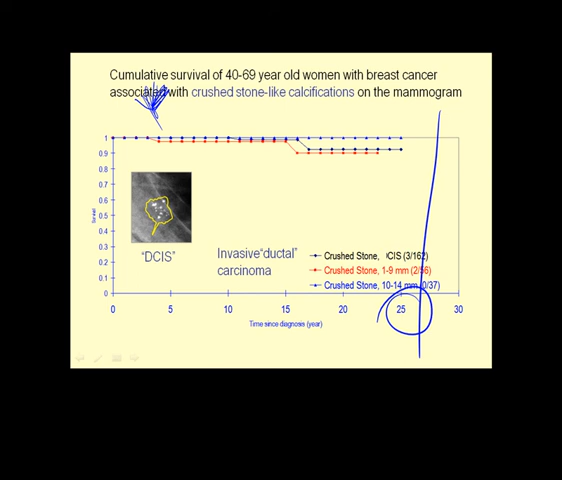 Cumulative survival of 40-69 year old women with breast cancer
associated with crushed stone-like calcifications on the mammogram
1
0.9
0.8
0.7
0.6
0.5
0.4
0.3
0.2
0.1
0
Survival
"DCIS"
Invasive"ductal"
carcinoma
Crushed Stone, CIS (3/162)
Crushed Stone, 1-9 mm (2/56)
Crushed Stone, 10-14 mm (0/37)
0 5 10 15 20 25 30
Time since diagnosis (year)